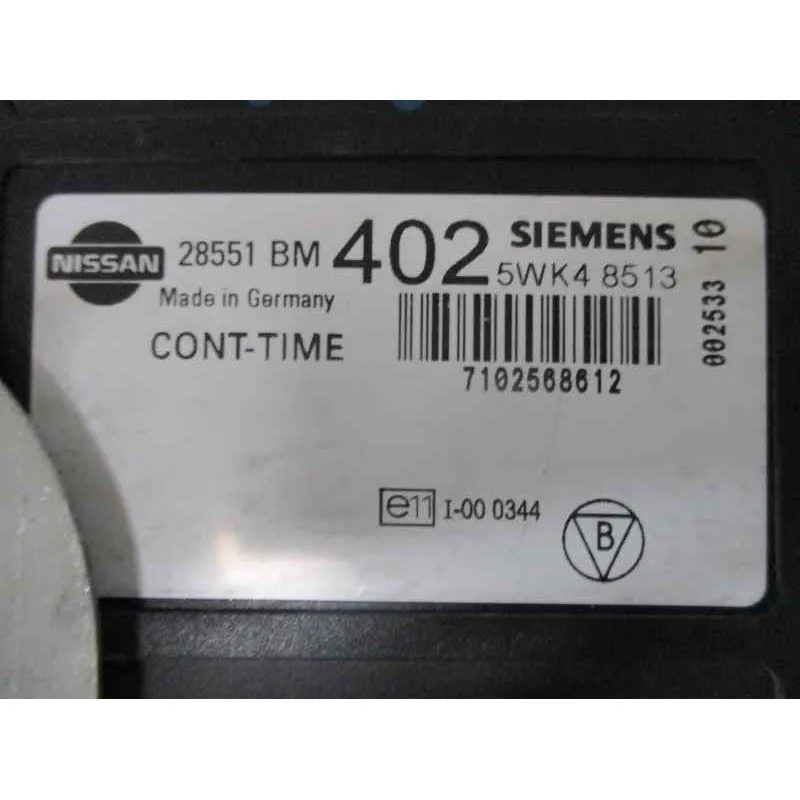 NISSAN
28551 BM 402
Made in Germany
CONT-TIME
SIEMENS
5WK4 8513
7102568612
002533 10
e11 I-00 0344
B